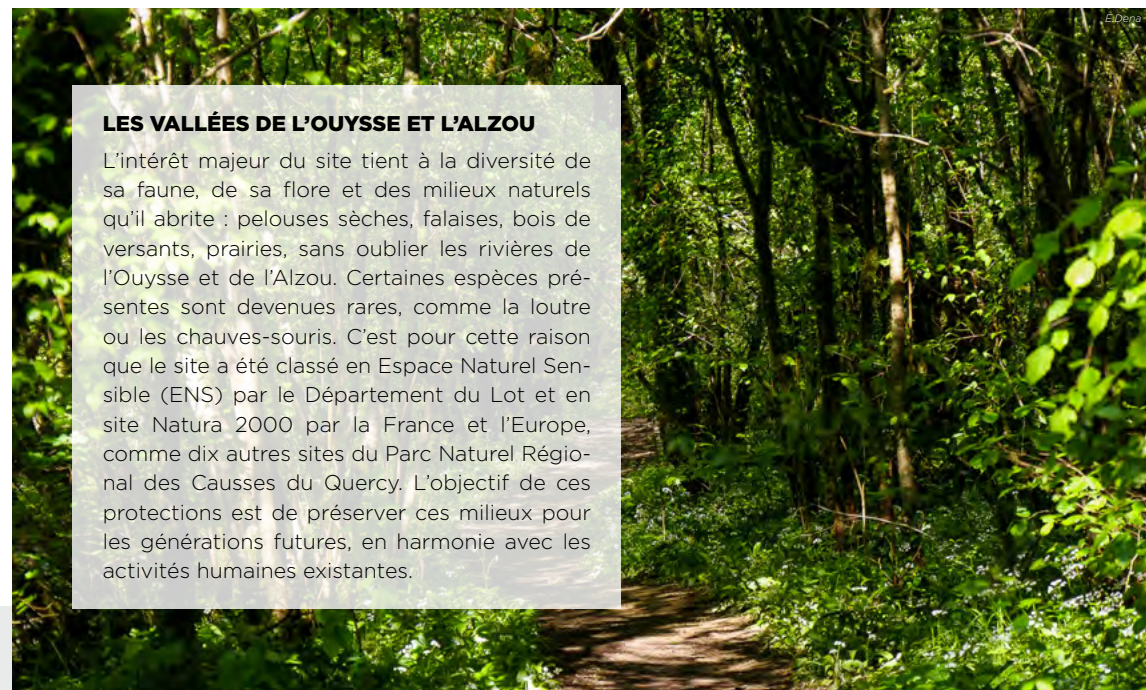 E.Dena
LES VALLÉES DE L'OUYSSE ET L'ALZOU
L'intérêt majeur du site tient à la diversité de
sa faune, de sa flore et des milieux naturels
qu'il abrite : pelouses sèches, falaises, bois de
versants, prairies, sans oublier les rivières de
l'Ouysse et de l'Alzou. Certaines espèces pré-
sentes sont devenues rares, comme la loutre
ou les chauves-souris. C'est pour cette raison
que le site a été classé en Espace Naturel Sen-
sible (ENS) par le Département du Lot et en
site Natura 2000 par la France et l'Europe,
comme dix autres sites du Parc Naturel Régio-
nal des Causses du Quercy. L'objectif de ces
protections est de préserver ces milieux pour
les générations futures, en harmonie avec les
activités humaines existantes.